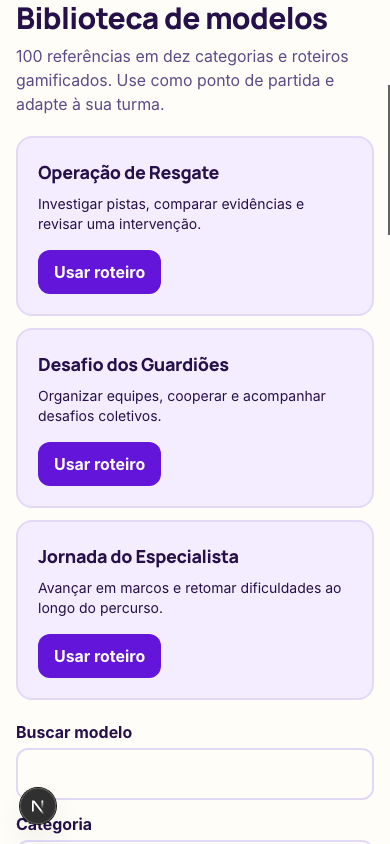 Biblioteca de modelos
100 referências em dez categorias e roteiros
gamificados. Use como ponto de partida e
adapte à sua turma.
Operação de Resgate
Investigar pistas, comparar evidências e
revisar uma intervenção.
Usar roteiro
Desafio dos Guardiões
Organizar equipes, cooperar e acompanhar
desafios coletivos.
Usar roteiro
Jornada do Especialista
Avançar em marcos e retomar dificuldades ao
longo do percurso.
Usar roteiro
Buscar modelo
N
Categoria